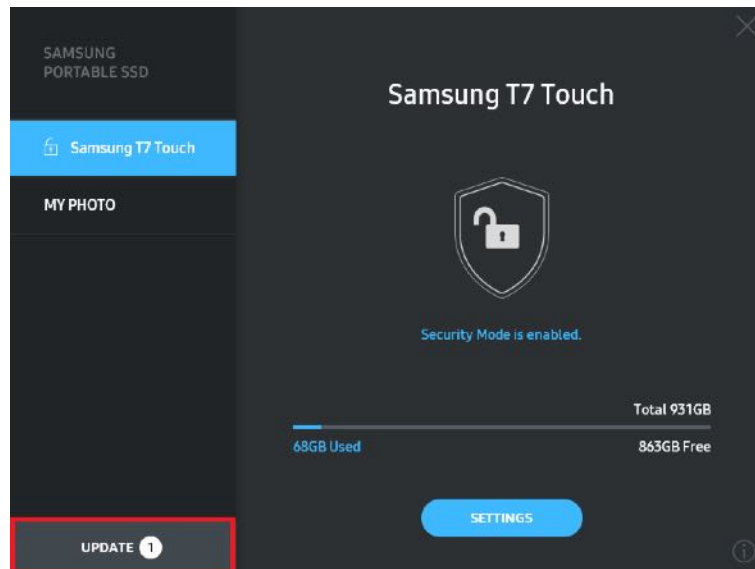 SAMSUNG
PORTABLE SSD
Samsung T7 Touch
MY PHOTO
UPDATE 1
Samsung T7 Touch
Security Mode is enabled.
Total 931GB
68GB Used
863GB Free
SETTINGS